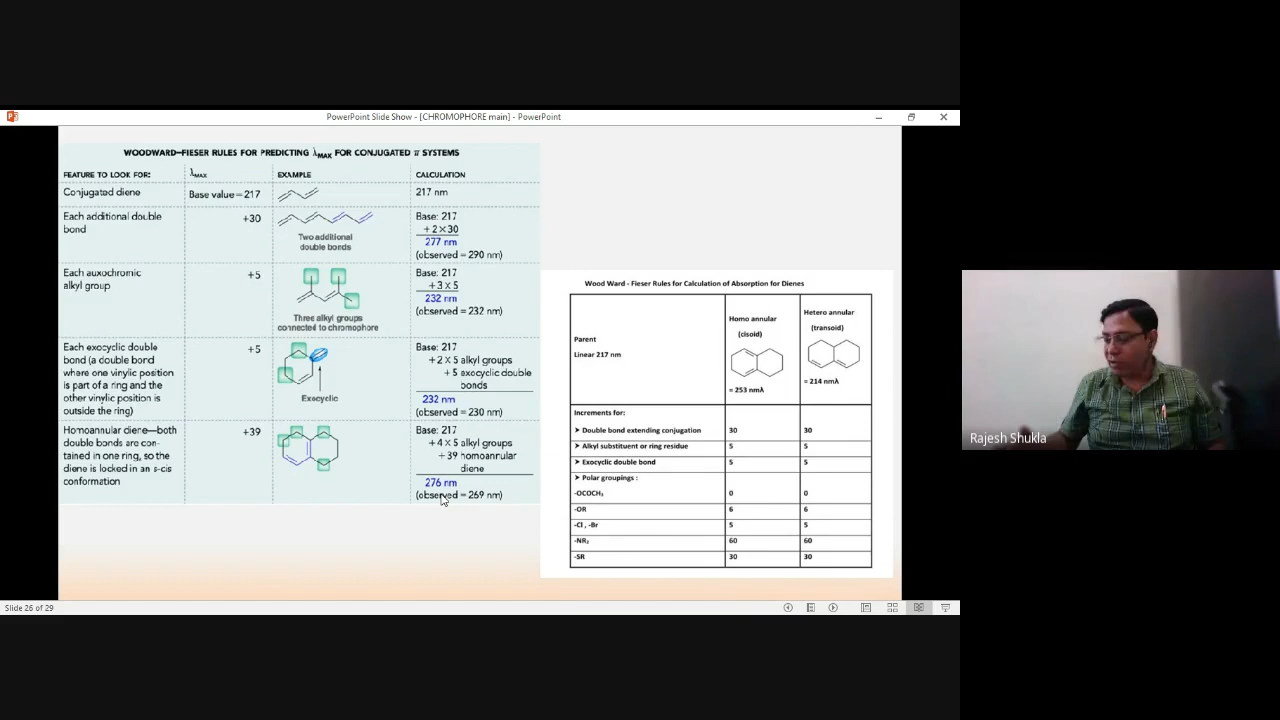 PowerPoint Slide Show - [CHROMOPHORE main] - PowerPoint
WOODWARD–FIESER RULES FOR PREDICTING λMAX FOR CONJUGATED π SYSTEMS
FEATURE TO LOOK FOR: λMAX EXAMPLE CALCULATION
Conjugated diene Base value = 217 217 nm
Each additional double
bond
+30
Two additional
double bonds
Base: 217
+ 2 × 30
277 nm
(observed = 290 nm)
Each auxochromic
alkyl group
+5
Three alkyl groups
connected to chromophore
Base: 217
+ 3 × 5
232 nm
(observed = 232 nm)
Each exocyclic double
bond (a double bond
where one vinylic position
is part of a ring and the
other vinylic position is
outside the ring)
+5
Exocyclic
Base: 217
+ 2 × 5 alkyl groups
+ 5 exocyclic double
bonds
232 nm
(observed = 230 nm)
Homoannular diene—both
double bonds are con-
tained in one ring, so the
diene is locked in an s-cis
conformation
+39
Base: 217
+ 4 × 5 alkyl groups
+ 39 homoannular
diene
276 nm
(observed = 269 nm)
Wood Ward - Fieser Rules for Calculation of Absorption for Dienes
Parent
Linear 217 nm
Homo annular
(cisoid)
= 253 nmλ
Hetero annular
(transoid)
= 214 nmλ
Increments for:
➤ Double bond extending conjugation 30 30
➤ Alkyl substituent or ring residue 5 5
➤ Exocyclic double bond 5 5
➤ Polar groupings :
-OCOCH₃ 0 0
-OR 6 6
-Cl , -Br 5 5
-NR₂ 60 60
-SR 30 30
Slide 26 of 29
Rajesh Shukla